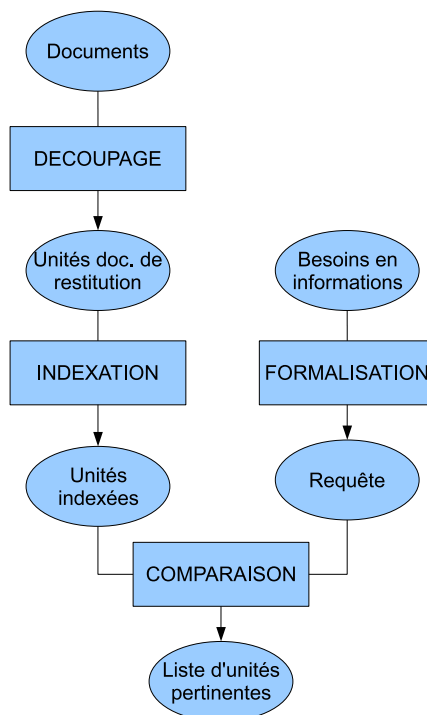 Documents
DECOUPAGE
Unités doc. de
restitution
Besoins en
informations
INDEXATION
FORMALISATION
Unités
indexées
Requête
COMPARAISON
Liste d'unités
pertinentes